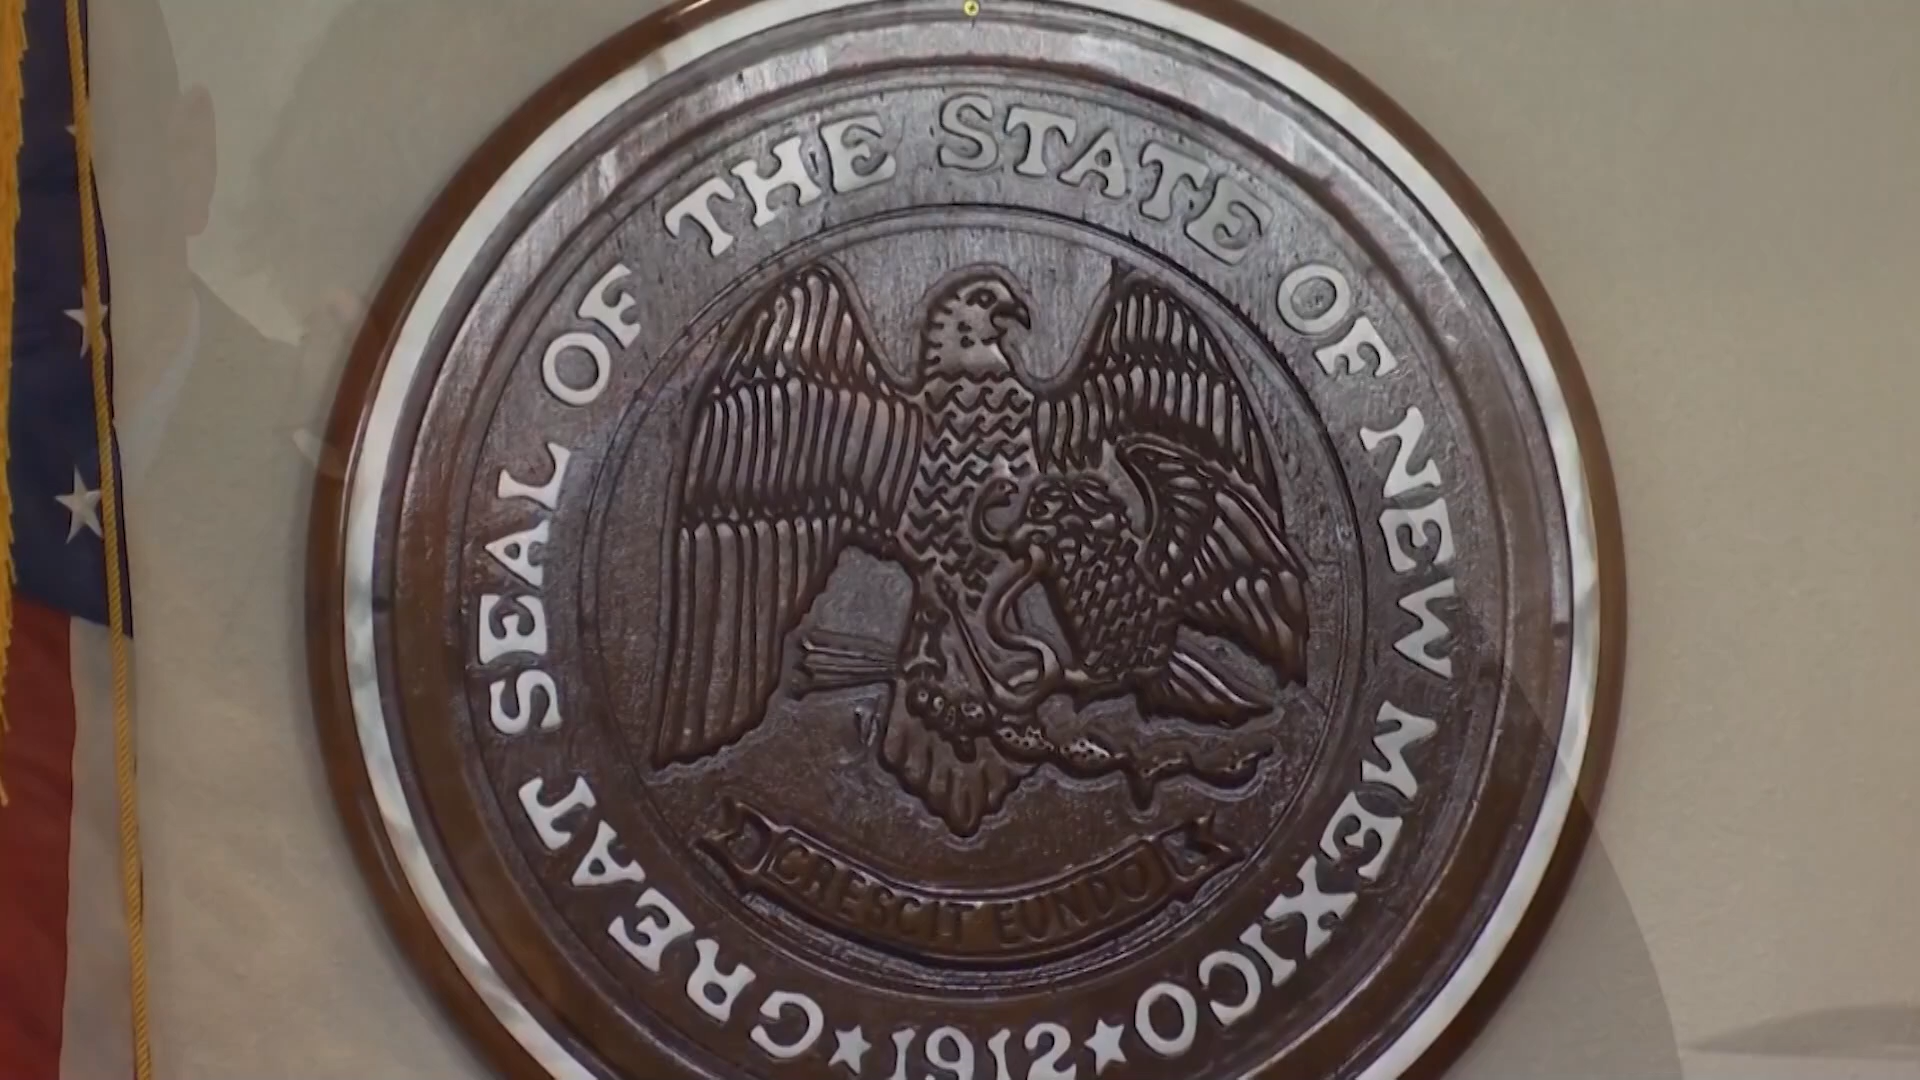 GREAT SEAL OF THE STATE OF NEW MEXICO
CRESCIT EUNDO
★1912★